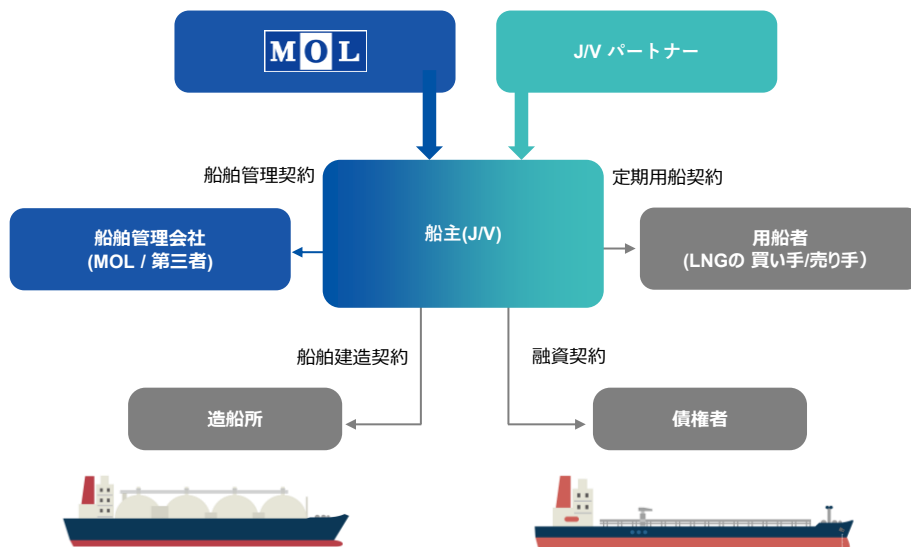 MOL
J/V パートナー
船舶管理契約
定期用船契約
船舶管理会社
(MOL / 第三者)
船主(J/V)
用船者
(LNGの 買い手/売り手）
船舶建造契約
融資契約
造船所
債権者